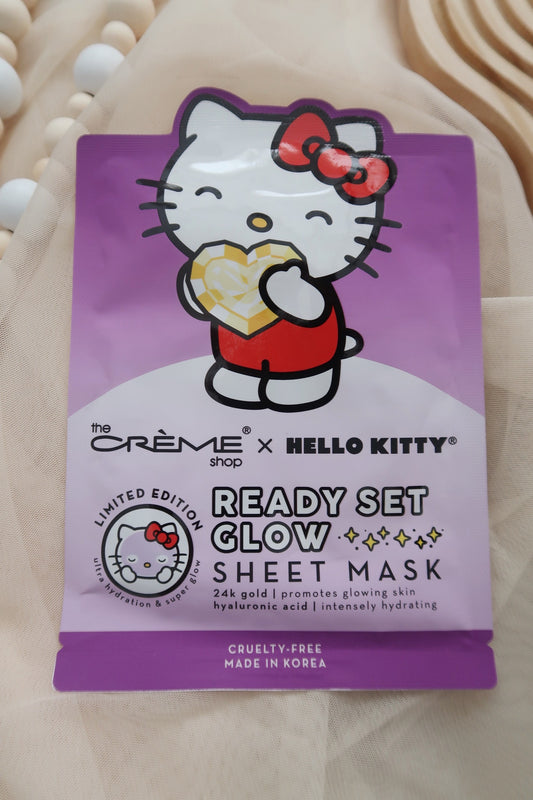 the
CRÈME® shop × HELLO KITTY®
LIMITED EDITION
ultra hydration & super glow
READY SET
GLOW
SHEET MASK
24k gold | promotes glowing skin
hyaluronic acid | intensely hydrating
CRUELTY-FREE
MADE IN KOREA